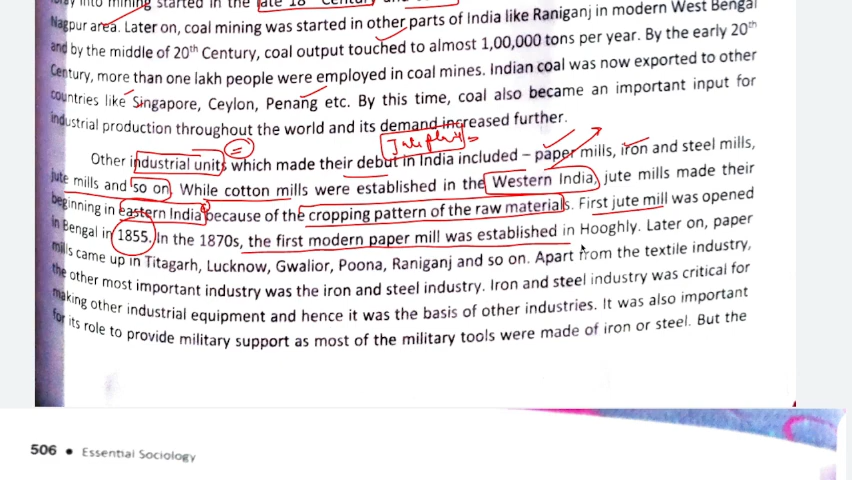 mining started in the late 18th Century
Nagpur area. Later on, coal mining was started in other parts of India like Raniganj in modern West Bengal
and by the middle of 20th Century, coal output touched to almost 1,00,000 tons per year. By the early 20th
Century, more than one lakh people were employed in coal mines. Indian coal was now exported to other
countries like Singapore, Ceylon, Penang etc. By this time, coal also became an important input for
industrial production throughout the world and its demand increased further.
Other industrial units which made their debut in India included – paper mills, iron and steel mills,
jute mills and so on. While cotton mills were established in the Western India, jute mills made their
beginning in eastern India because of the cropping pattern of the raw materials. First jute mill was opened
in Bengal in 1855. In the 1870s, the first modern paper mill was established in Hooghly. Later on, paper
mills came up in Titagarh, Lucknow, Gwalior, Poona, Raniganj and so on. Apart from the textile industry,
the other most important industry was the iron and steel industry. Iron and steel industry was critical for
making other industrial equipment and hence it was the basis of other industries. It was also important
for its role to provide military support as most of the military tools were made of iron or steel. But the
506 • Essential Sociology